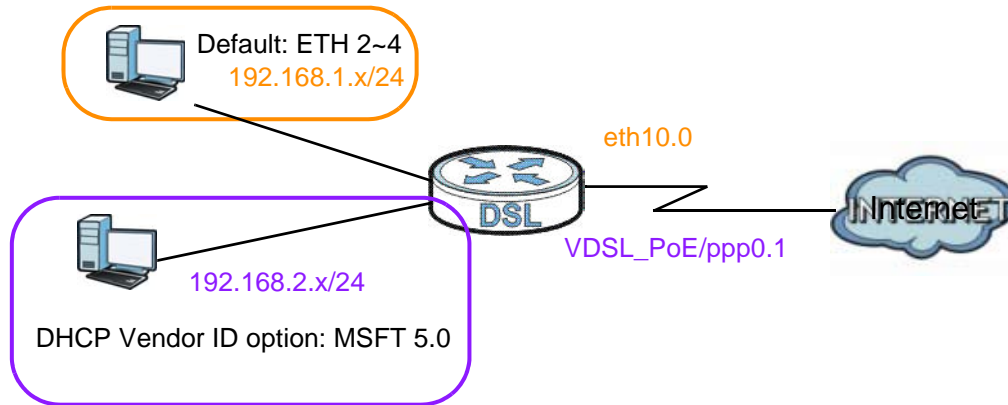 Default: ETH 2~4
192.168.1.x/24
eth10.0
DSL
Internet
INTERNET
VDSL_PoE/ppp0.1
192.168.2.x/24
DHCP Vendor ID option: MSFT 5.0